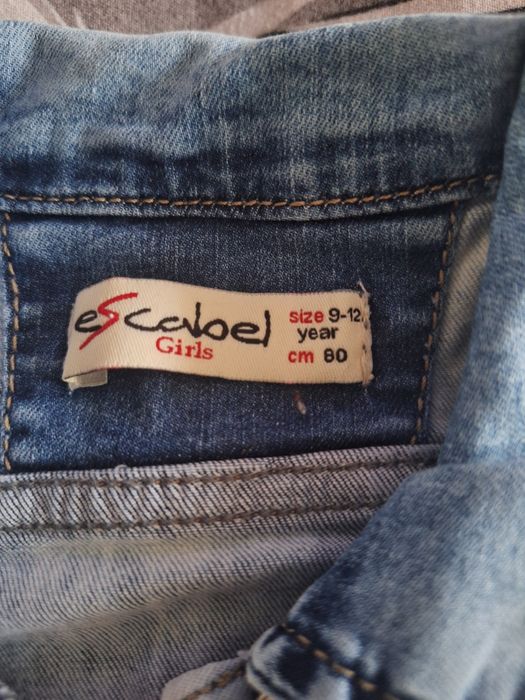 escabel
Girls
size 9-12
year
cm 80